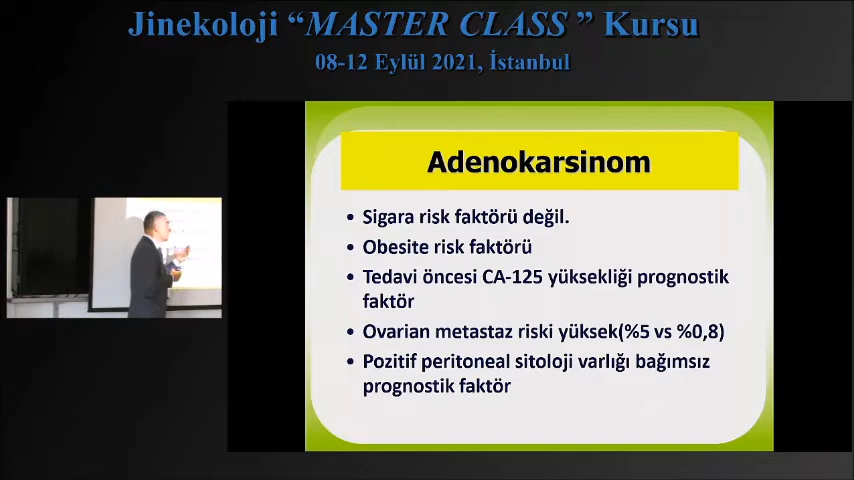 Jinekoloji “MASTER CLASS ” Kursu
08-12 Eylül 2021, İstanbul
Adenokarsinom
• Sigara risk faktörü değil.
• Obesite risk faktörü
• Tedavi öncesi CA-125 yüksekliği prognostik
faktör
• Ovarian metastaz riski yüksek(%5 vs %0,8)
• Pozitif peritoneal sitoloji varlığı bağımsız
prognostik faktör